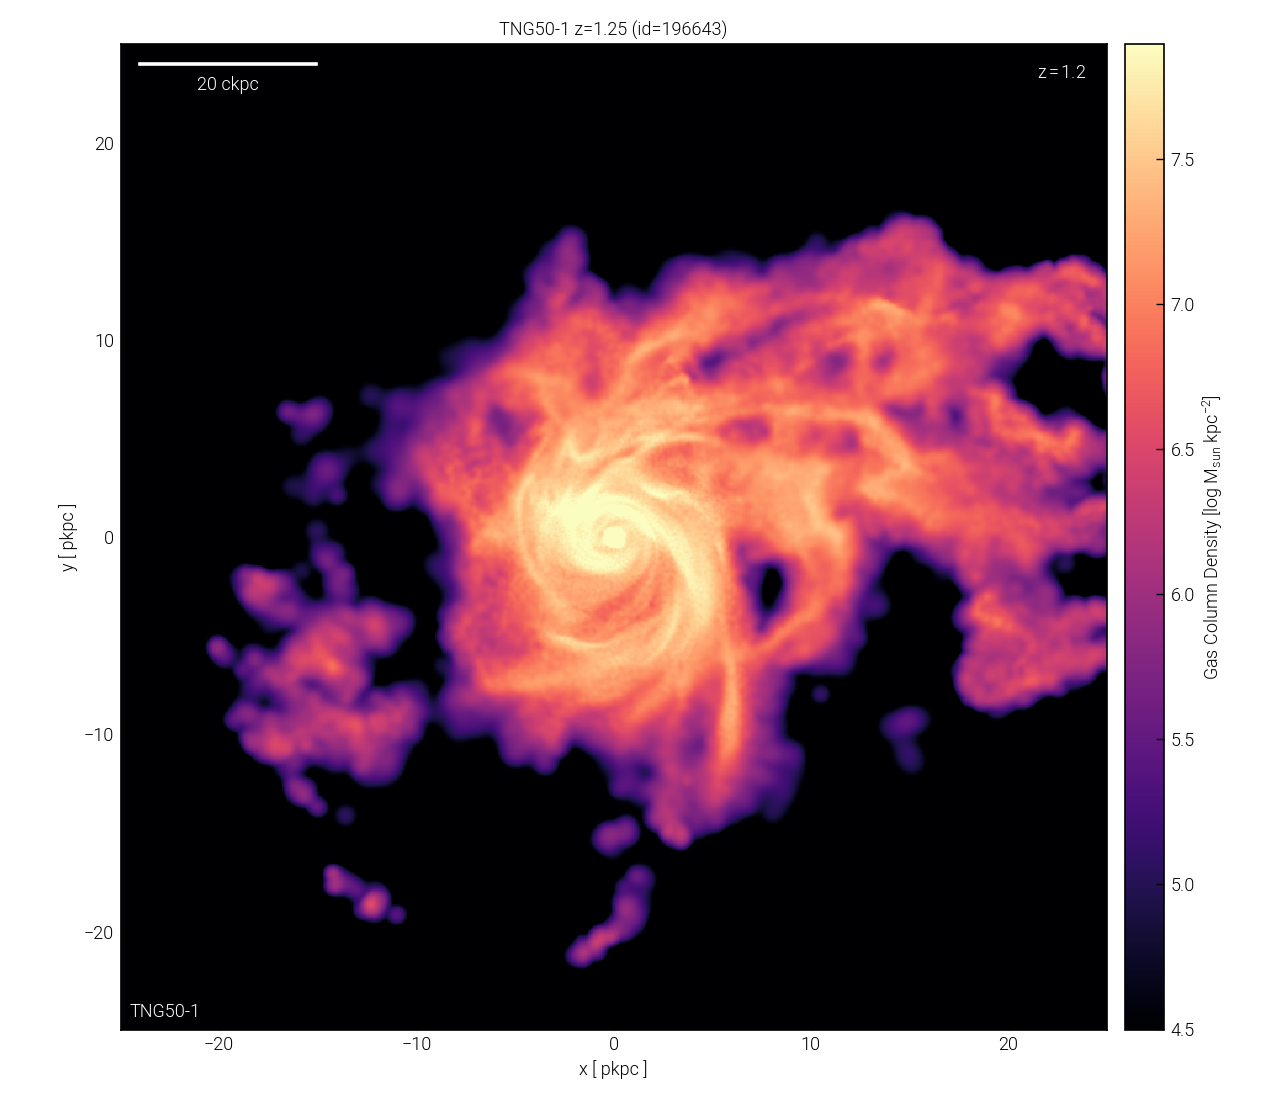 TNG50-1 z=1.25 (id=196643)
20 ckpc
z = 1.2
20
10
0
−10
−20
y [ pkpc ]
TNG50-1
−20
−10
0
10
20
x [ pkpc ]
7.5
7.0
6.5
6.0
5.5
5.0
4.5
Gas Column Density [log M_sun kpc^−2]